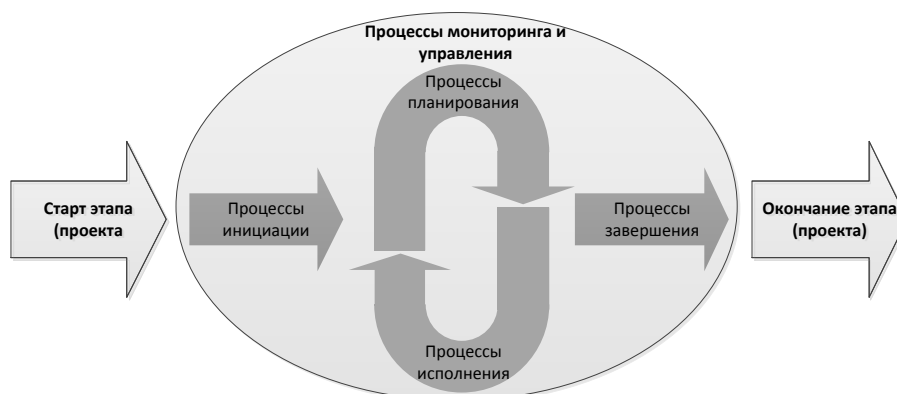 Процессы мониторинга и
управления
Процессы
планирования
Старт этапа
(проекта
Процессы
инициации
Процессы
завершения
Окончание этапа
(проекта)
Процессы
исполнения